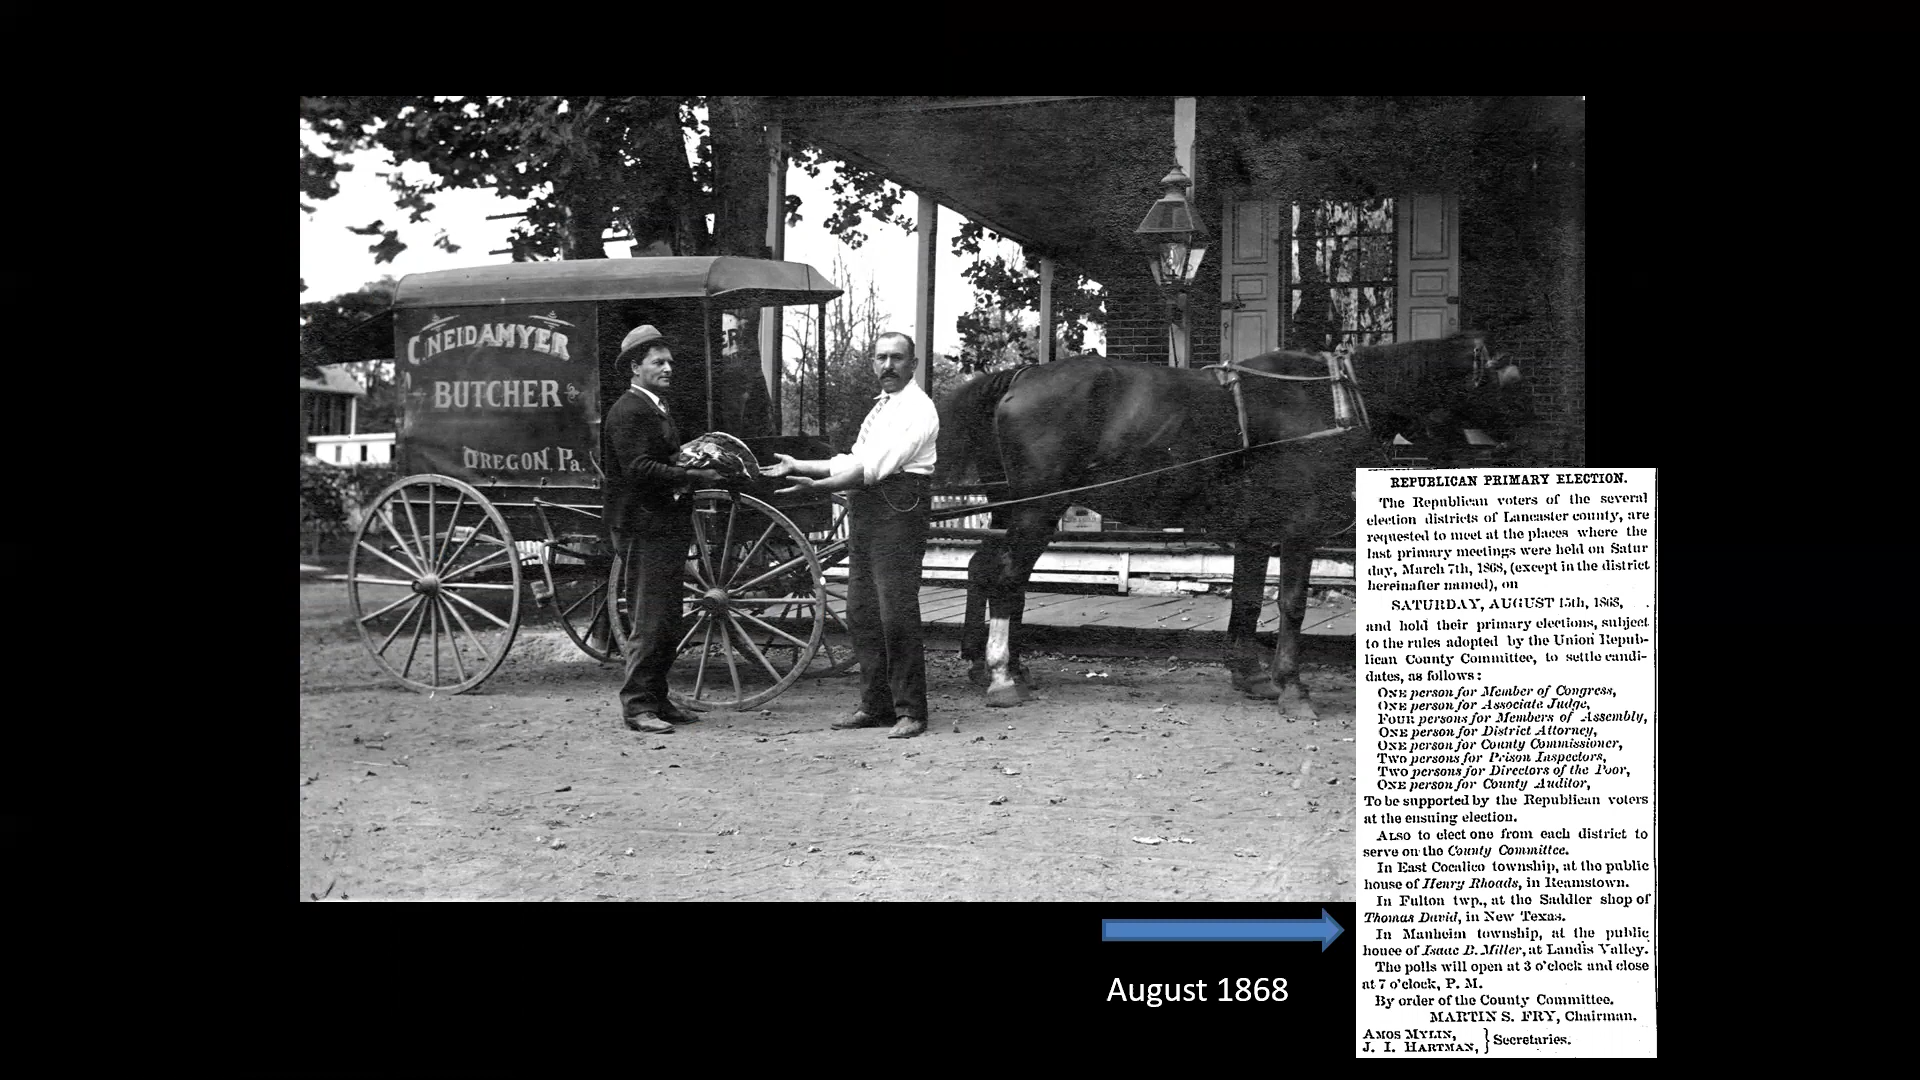 C. NEIDAMYER
BUTCHER
OREGON, Pa.
REPUBLICAN PRIMARY ELECTION.
The Republican voters of the several
election districts of Lancaster county, are
requested to meet at the places where the
last primary meetings were held on Satur
day, March 7th, 1868, (except in the district
hereinafter named), on
SATURDAY, AUGUST 15th, 1868,
and hold their primary elections, subject
to the rules adopted by the Union Repub-
lican County Committee, to settle candi-
dates, as follows:
ONE person for Member of Congress,
ONE person for Associate Judge,
FOUR persons for Members of Assembly,
ONE person for District Attorney,
ONE person for County Commissioner,
TWO persons for Prison Inspectors,
TWO persons for Directors of the Poor,
ONE person for County Auditor,
To be supported by the Republican voters
at the ensuing election.
ALSO to elect one from each district to
serve on the County Committee.
In East Cocalico township, at the public
house of Henry Rhoads, in Reamstown.
In Fulton twp., at the Saddler shop of
Thomas David, in New Texas.
In Manheim township, at the public
houee of Isaac B. Miller, at Landis Valley.
The polls will open at 3 o'clock and close
at 7 o'clock, P. M.
By order of the County Committee.
MARTIN S. FRY, Chairman.
AMOS MYLIN,
J. I. HARTMAN, } Secretaries.
August 1868